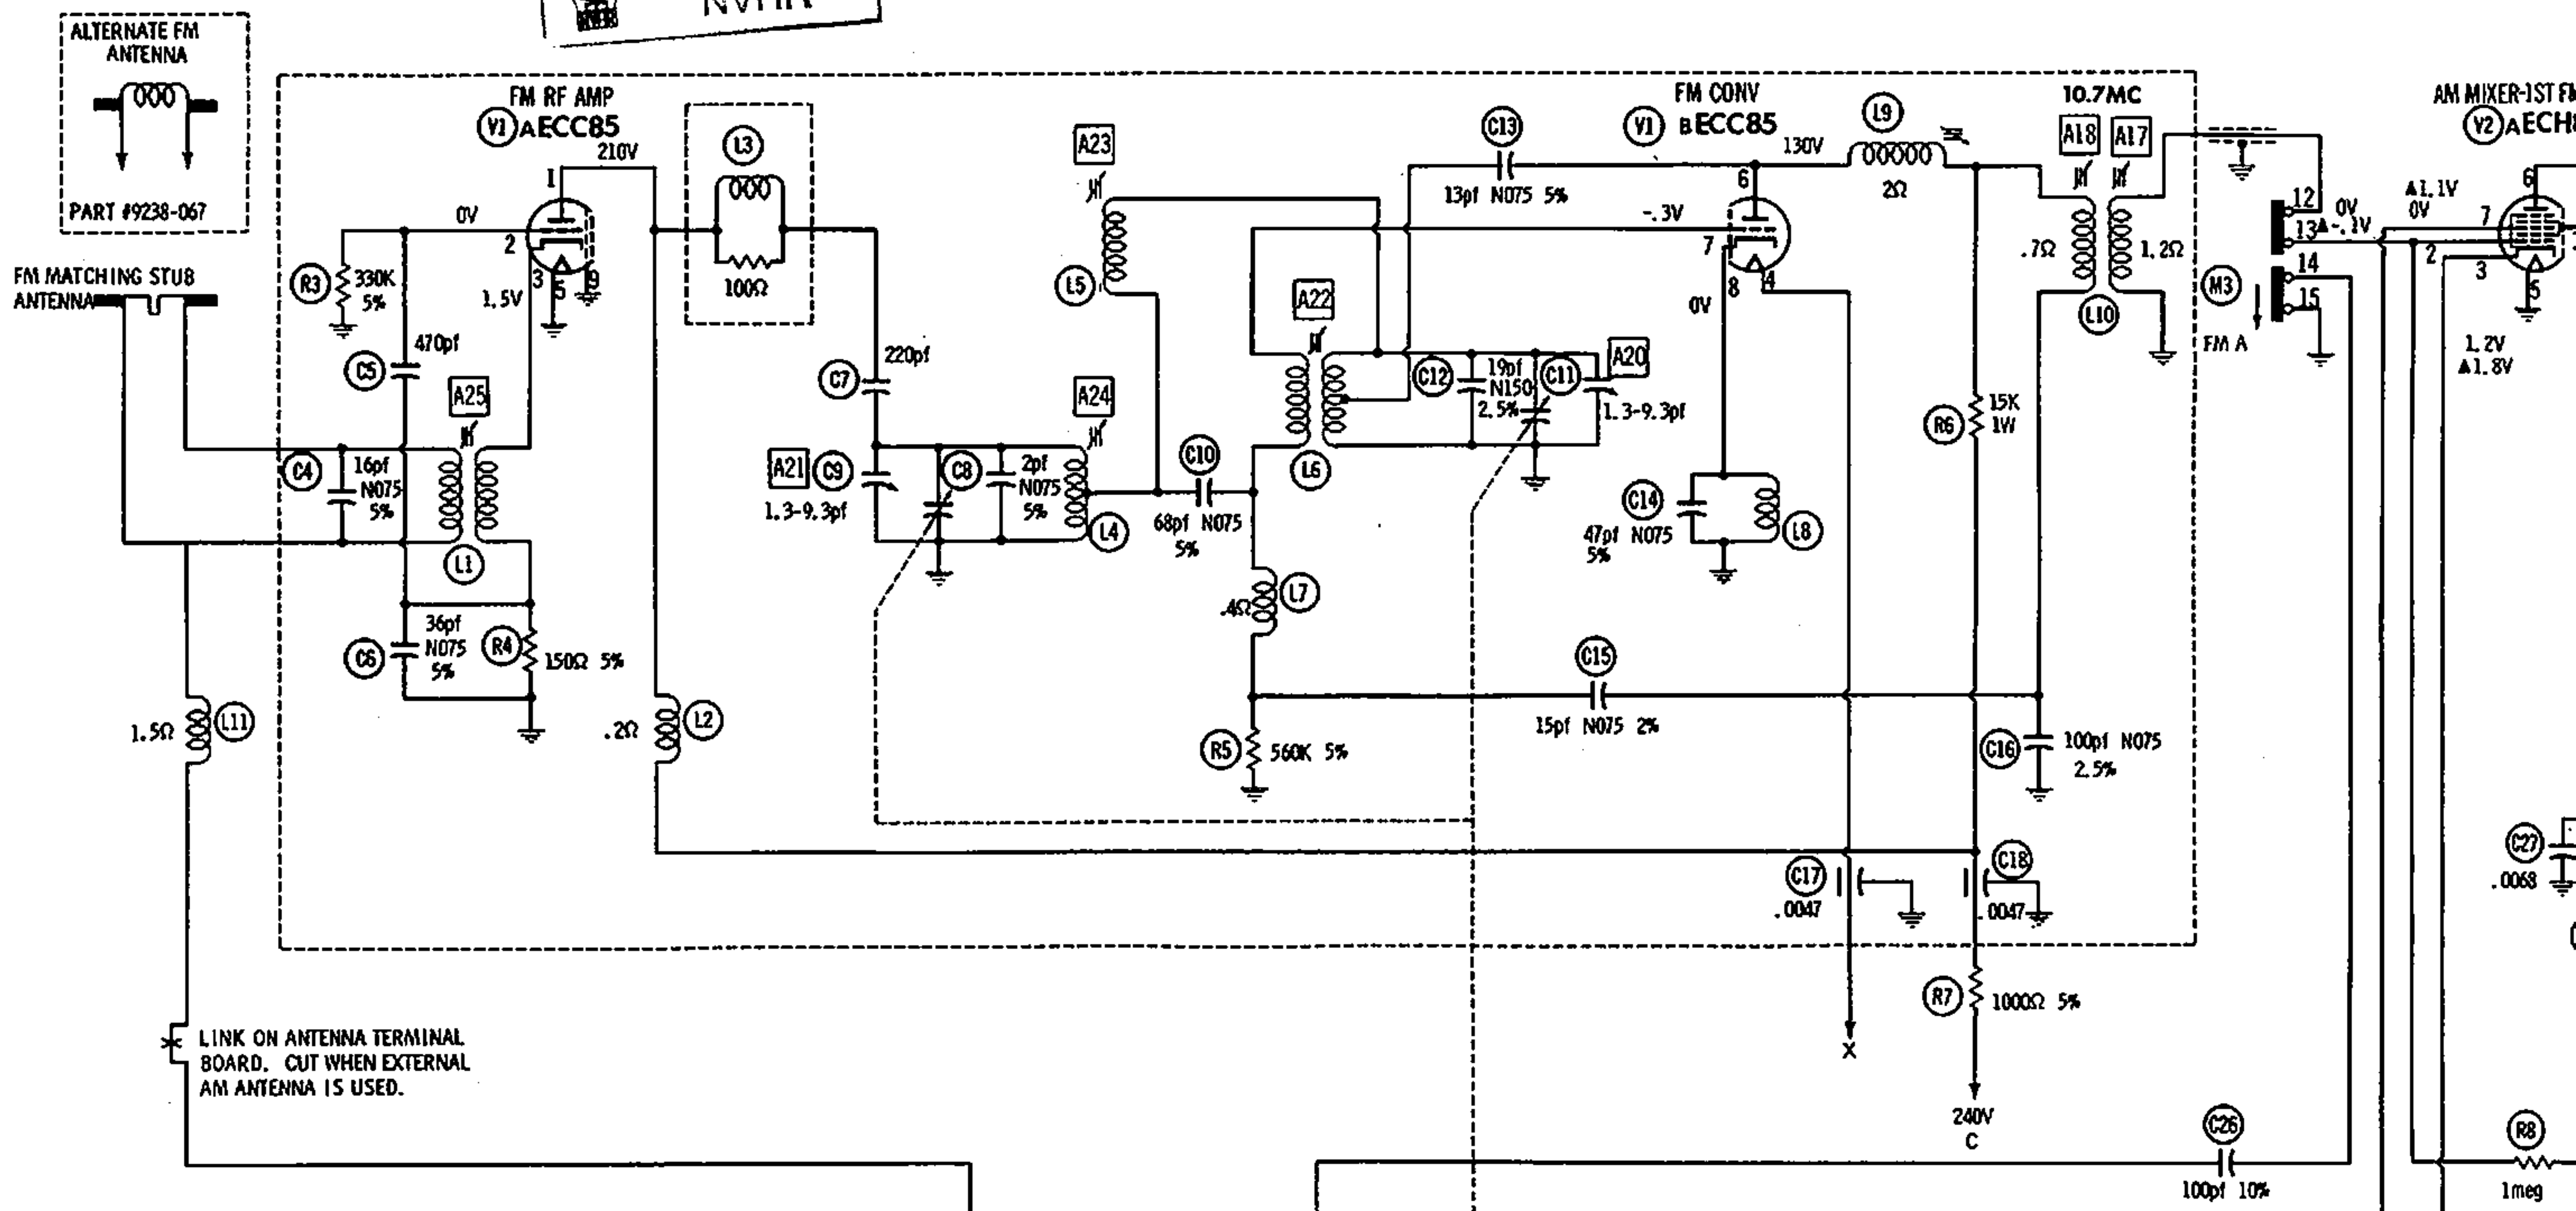 ALTERNATE FM
ANTENNA
PART #9238-067
FM MATCHING STUB
ANTENNA
FM RF AMP
V1 A ECC85
210V
1
0V
2
3
5
9
1.5V
R3
330K
5%
C5
470pf
A25
C4
16pf
N075
5%
L1
C6
36pf
N075
5%
R4
150Ω 5%
L11
1.5Ω
LINK ON ANTENNA TERMINAL
BOARD. CUT WHEN EXTERNAL
AM ANTENNA IS USED.
L3
100Ω
L2
.2Ω
C7
220pf
A21
C9
1.3-9.3pf
C8
2pf
N075
5%
A24
L4
A23
L5
C10
68pf N075
5%
A22
L6
L7
.4Ω
R5
560K 5%
C15
15pf N075 2%
C13
13pf N075 5%
C12
19pf
N150
2.5%
C11
A20
1.3-9.3pf
FM CONV
V1 B ECC85
130V
6
-.3V
7
8
4
0V
C14
47pf N075
5%
L8
L9
2Ω
R6
15K
1W
10.7MC
A18
A17
.7Ω
1.2Ω
L10
C16
100pf N075
2.5%
C17
.0047
C18
.0047
R7
1000Ω 5%
X
240V
C
12
0V
13
▲-.1V
14
15
M3
FM A
C26
100pf 10%
AM MIXER-1ST
V2 A
6
▲1.1V
0V
7
2
3
5
1.2V
▲1.8V
C27
.0068
R8
1meg